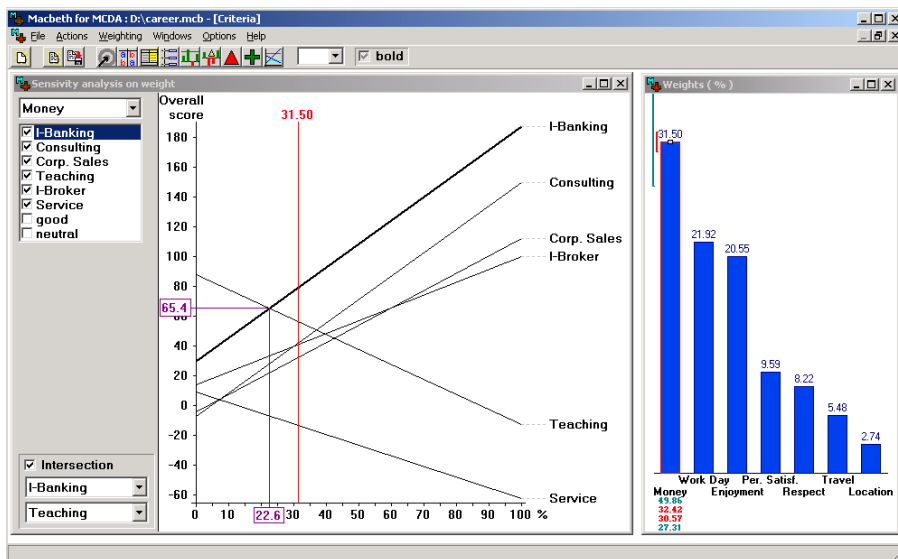 Macbeth for MCDA : D:\career.mcb - [Criteria]
File Actions Weighting Windows Options Help
bold
Sensivity analysis on weight
Money
I-Banking
Consulting
Corp. Sales
Teaching
I-Broker
Service
good
neutral
Intersection
I-Banking
Teaching
Overall
score
31.50
180
160
140
120
100
80
65.4
60
40
20
0
-20
-40
-60
0 10 22.6 30 40 50 60 70 80 90 100 %
I-Banking
Consulting
Corp. Sales
I-Broker
Teaching
Service
Weights ( % )
31.50
21.92
20.55
9.59
8.22
5.48
2.74
Work Day Per. Satisf. Travel
Money Enjoyment Respect Location
49.86
32.42
30.57
27.31